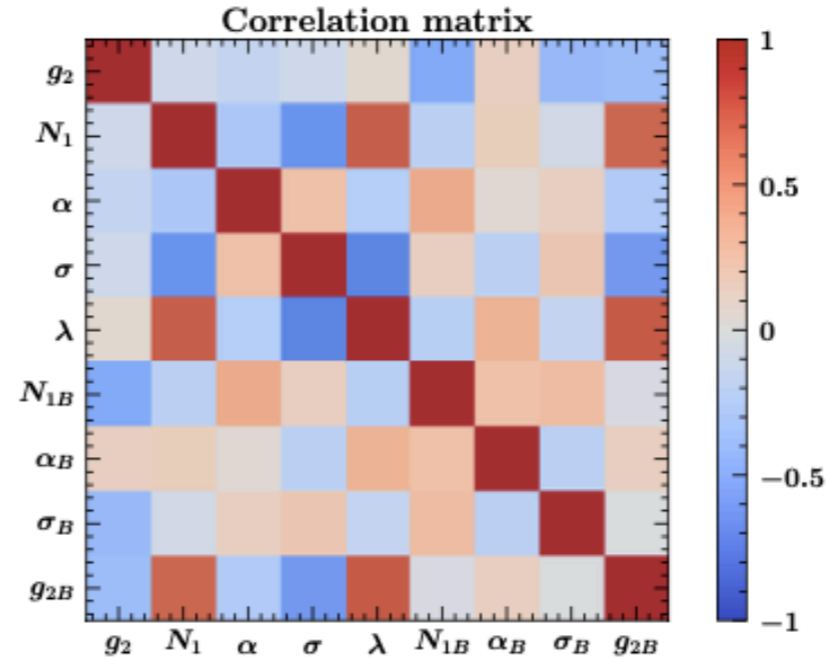 Correlation matrix
g₂
N₁
α
σ
λ
N₁B
αB
σB
g₂B
g₂ N₁ α σ λ N₁B αB σB g₂B
1
0.5
0
−0.5
−1